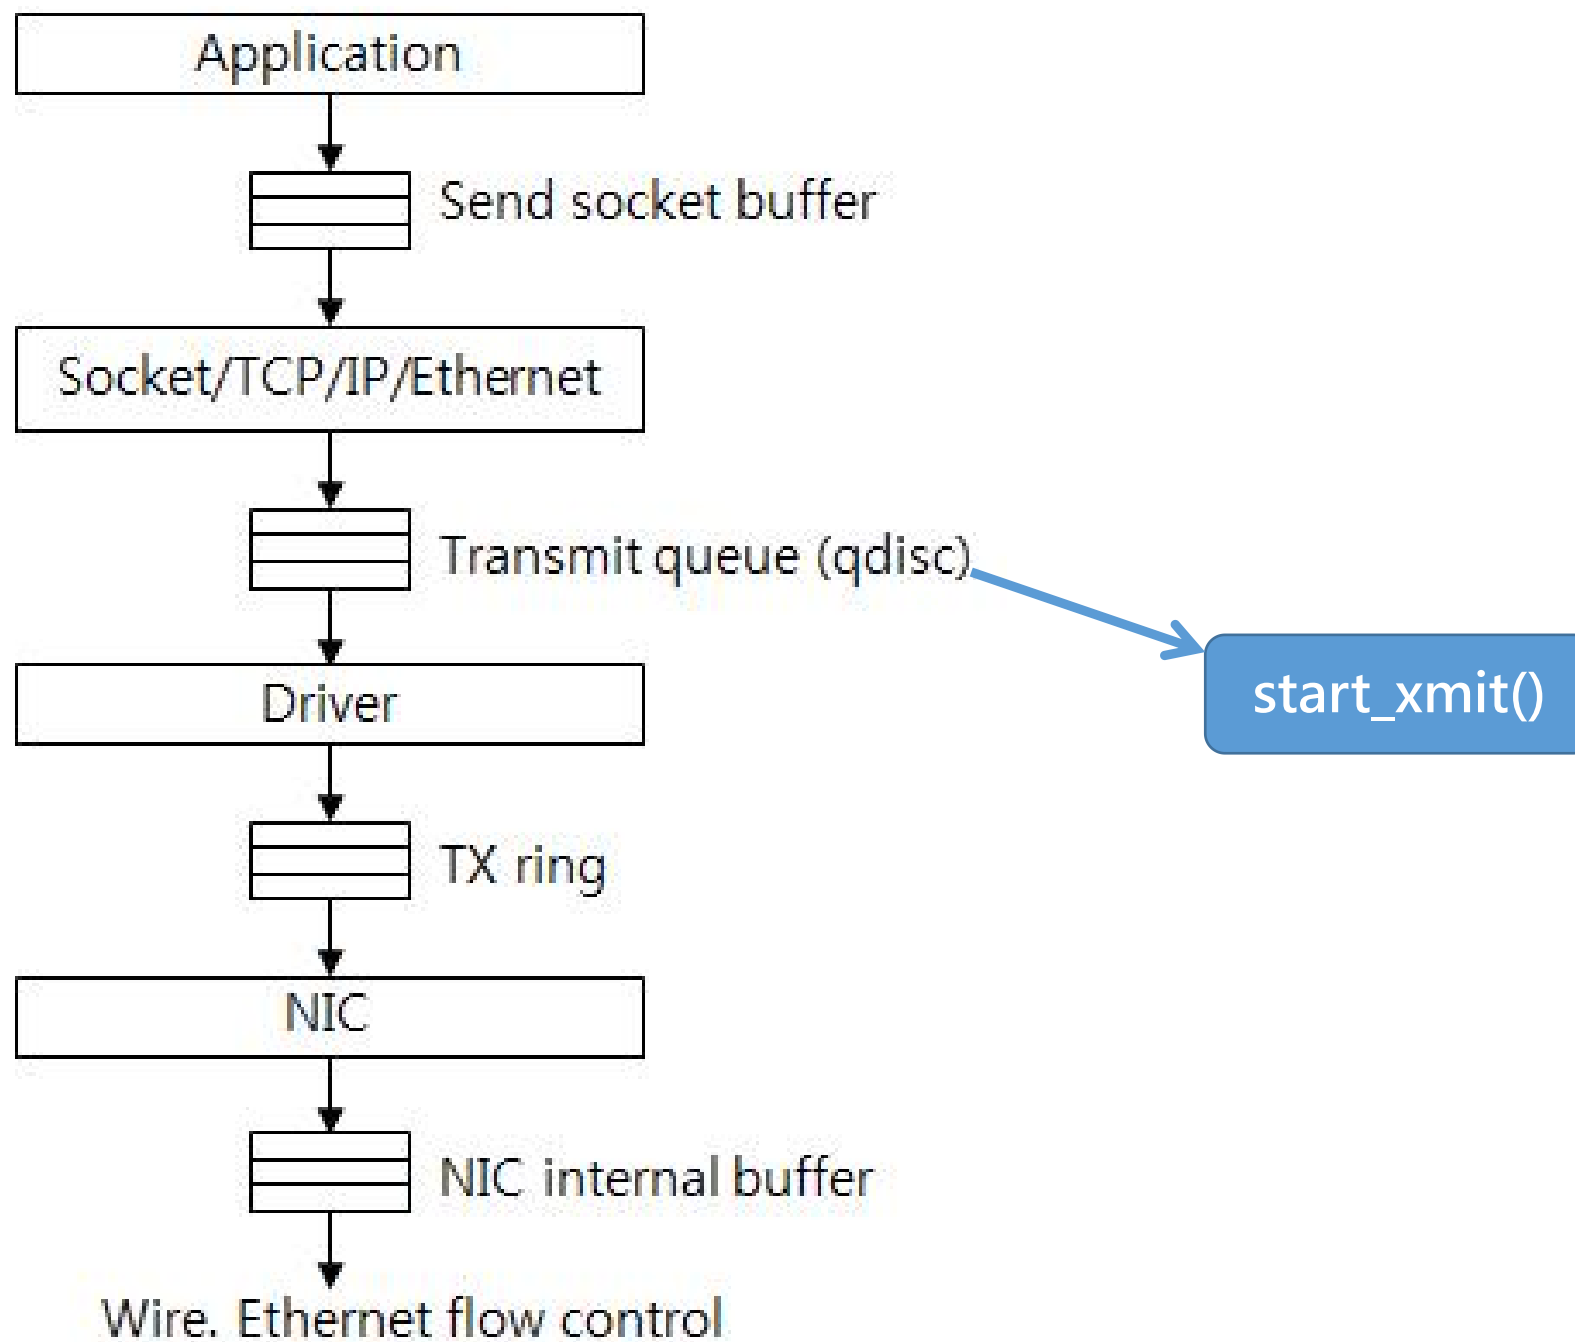 Application
Send socket buffer
Socket/TCP/IP/Ethernet
Transmit queue (qdisc)
start_xmit()
Driver
TX ring
NIC
NIC internal buffer
Wire. Ethernet flow control